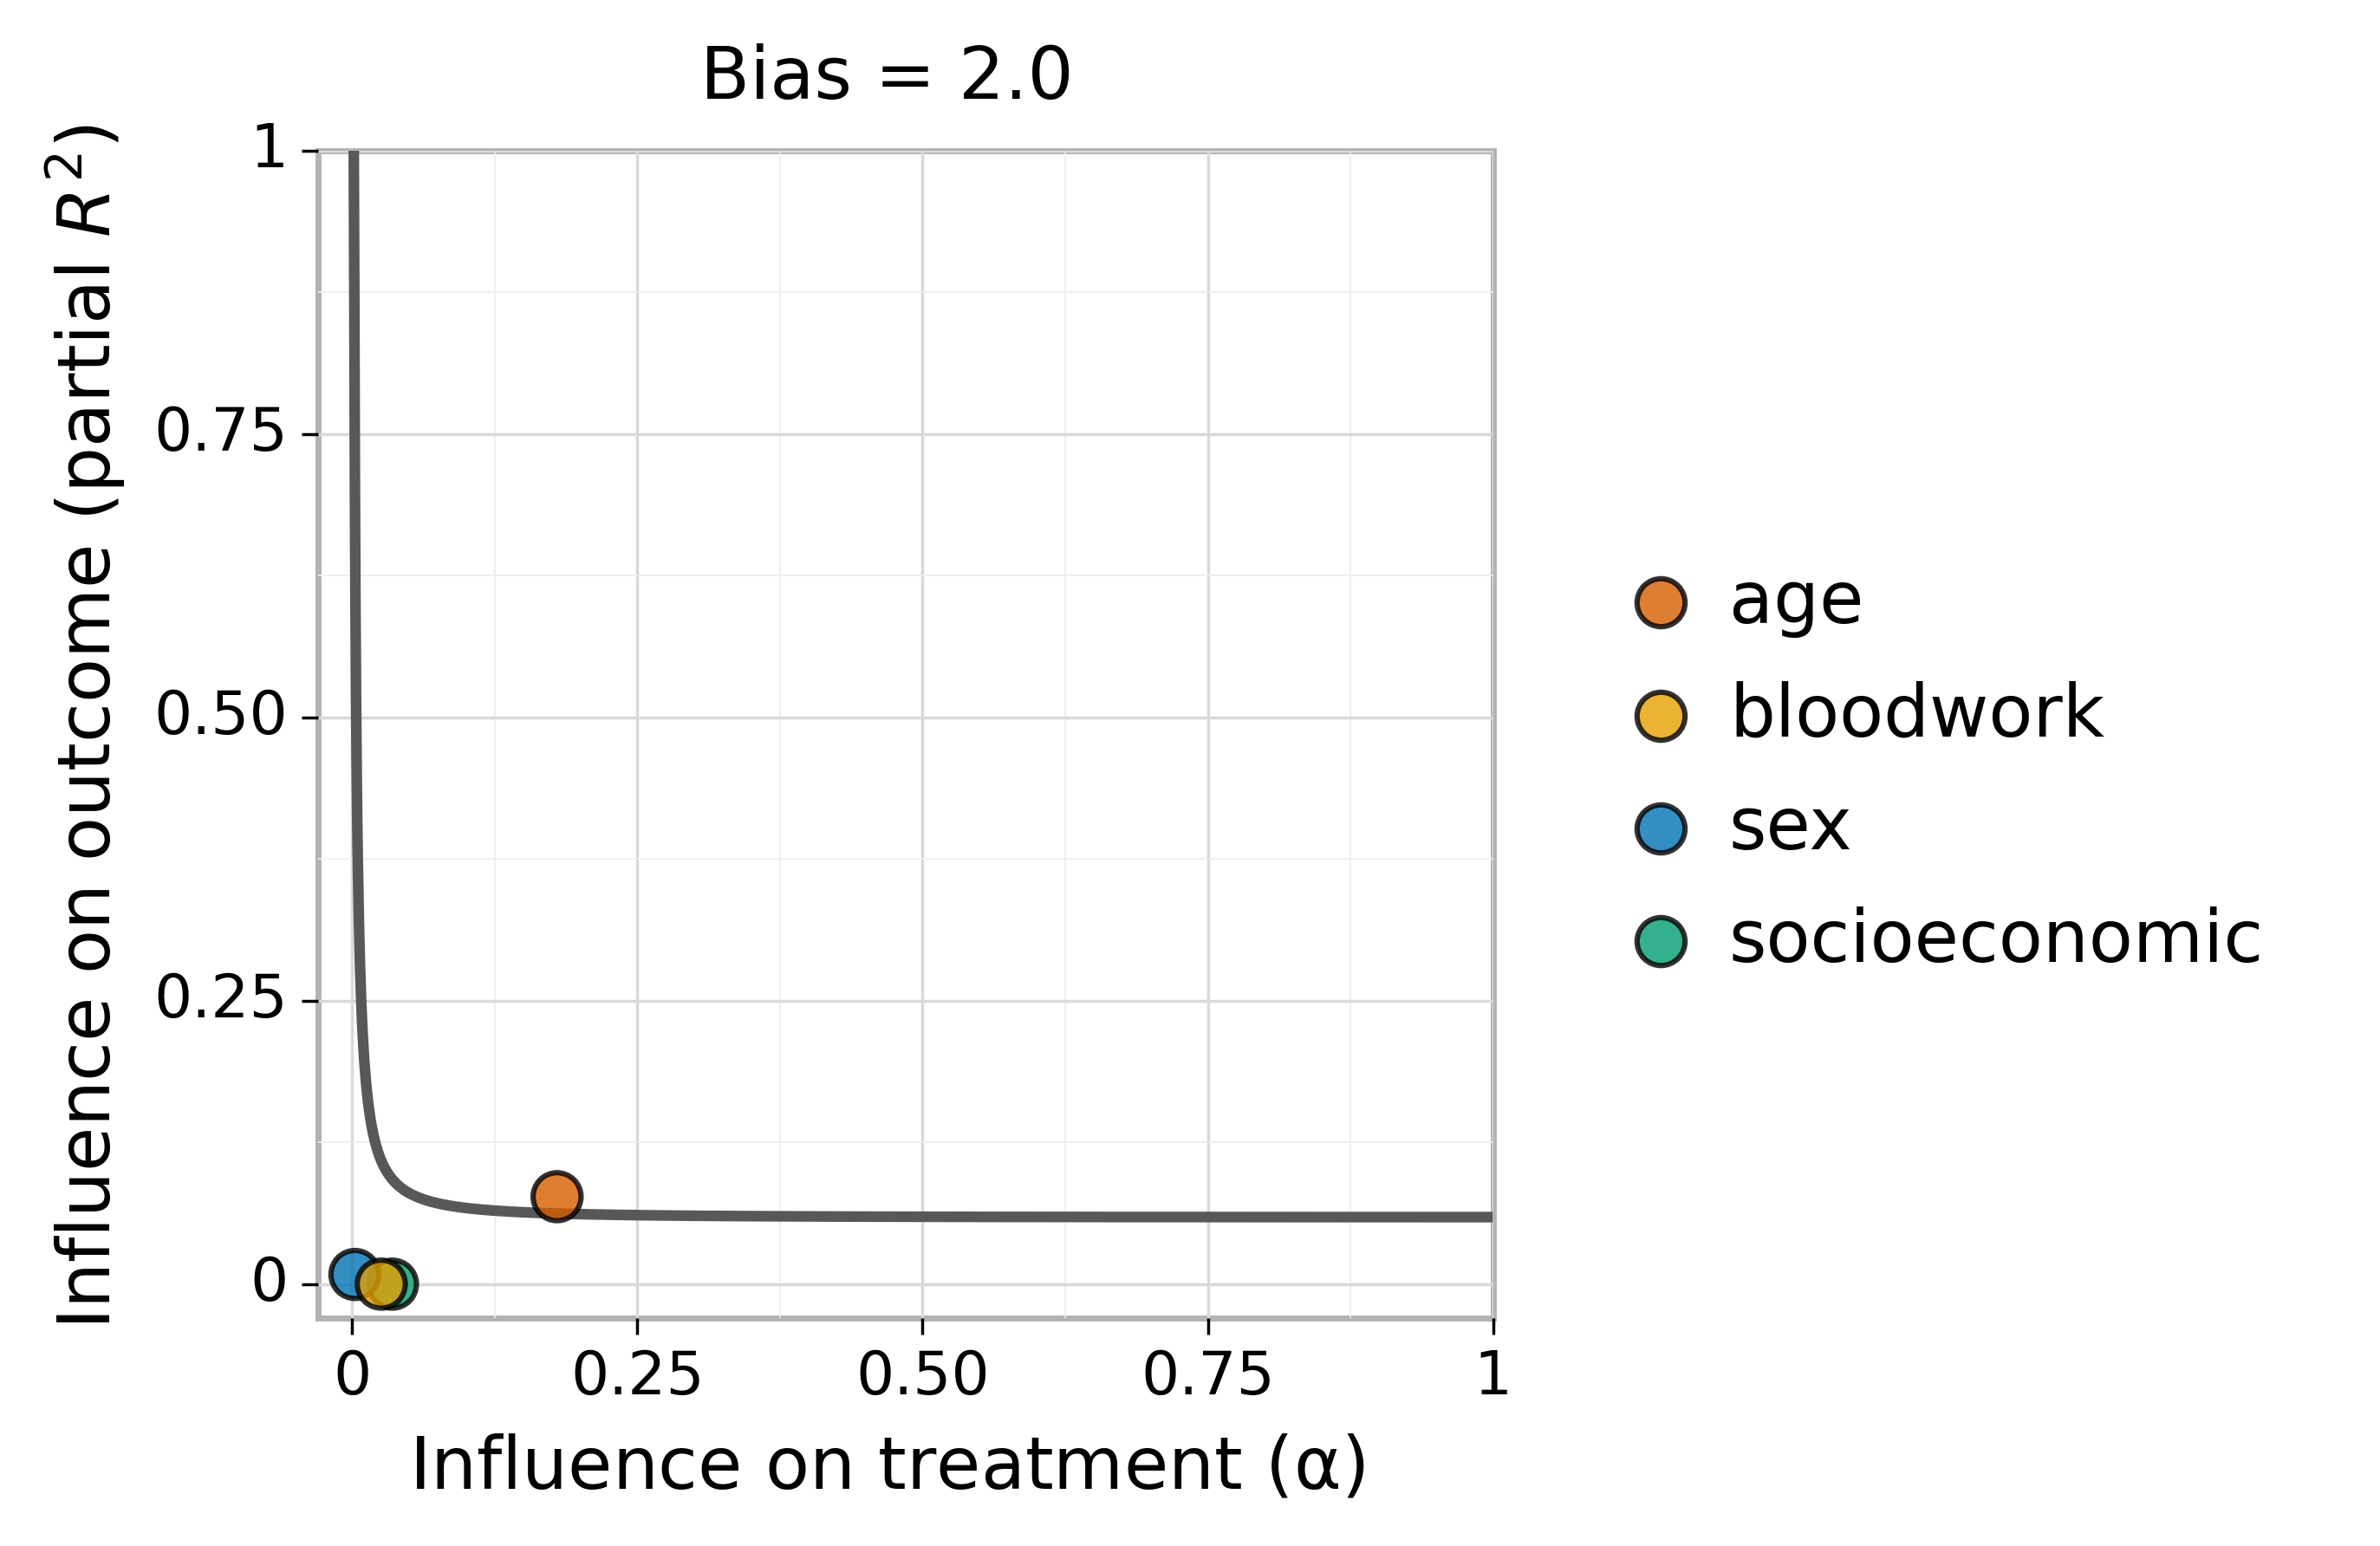 Bias = 2.0
Influence on outcome (partial R²)
1
0.75
0.50
0.25
0
0 0.25 0.50 0.75 1
Influence on treatment (α)
age
bloodwork
sex
socioeconomic